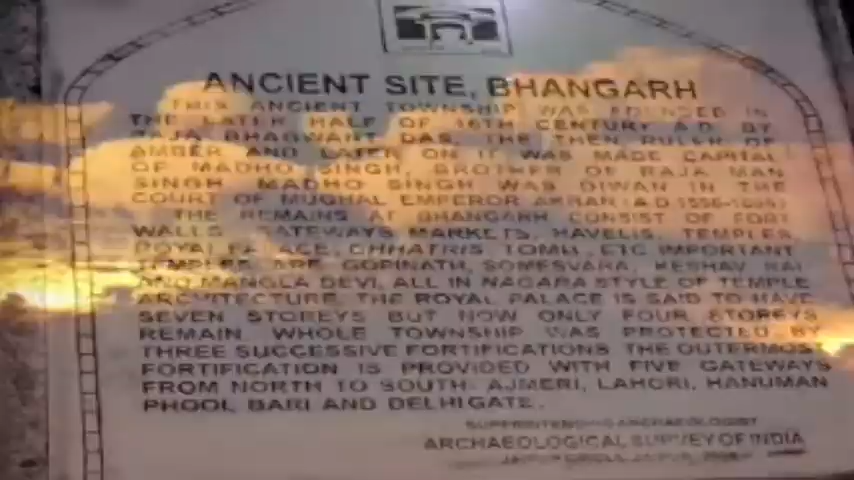 ANCIENT SITE, BHANGARH
THIS ANCIENT TOWNSHIP WAS FOUNDED IN
THE LATER HALF OF 16TH CENTURY A.D. BY
RAJA BHAGWANT DAS, THE THEN RULER OF
AMBER AND LATER ON IT WAS MADE CAPITAL
OF MADHO SINGH, BROTHER OF RAJA MAN
SINGH MADHO SINGH WAS DIWAN IN THE
COURT OF MUGHAL EMPEROR AKBAR (A.D.
THE REMAINS AT BHANGARH CONSIST OF FORT
WALLS, GATEWAYS MARKETS, HAVELIS, TEMPLES
ROYAL PALACE, CHHATRIS TOMB, ETC IMPORTANT
TEMPLES ARE GOPINATH, SOMESVARA, KESHAV RAI
AND MANGLA DEVI, ALL IN NAGARA STYLE OF TEMPLE
ARCHITECTURE. THE ROYAL PALACE IS SAID TO HAVE
SEVEN STOREYS BUT NOW ONLY FOUR STOREYS
REMAIN. WHOLE TOWNSHIP WAS PROTECTED BY
THREE SUCCESSIVE FORTIFICATIONS THE OUTERMOST
FORTIFICATION IS PROVIDED WITH FIVE GATEWAYS
FROM NORTH TO SOUTH: AJMERI, LAHORI, HANUMAN
PHOOL BARI AND DELHI GATE.
SUPERINTENDING ARCHAEOLOGIST
ARCHAEOLOGICAL SURVEY OF INDIA
JAIPUR CIRCLE, JAIPUR